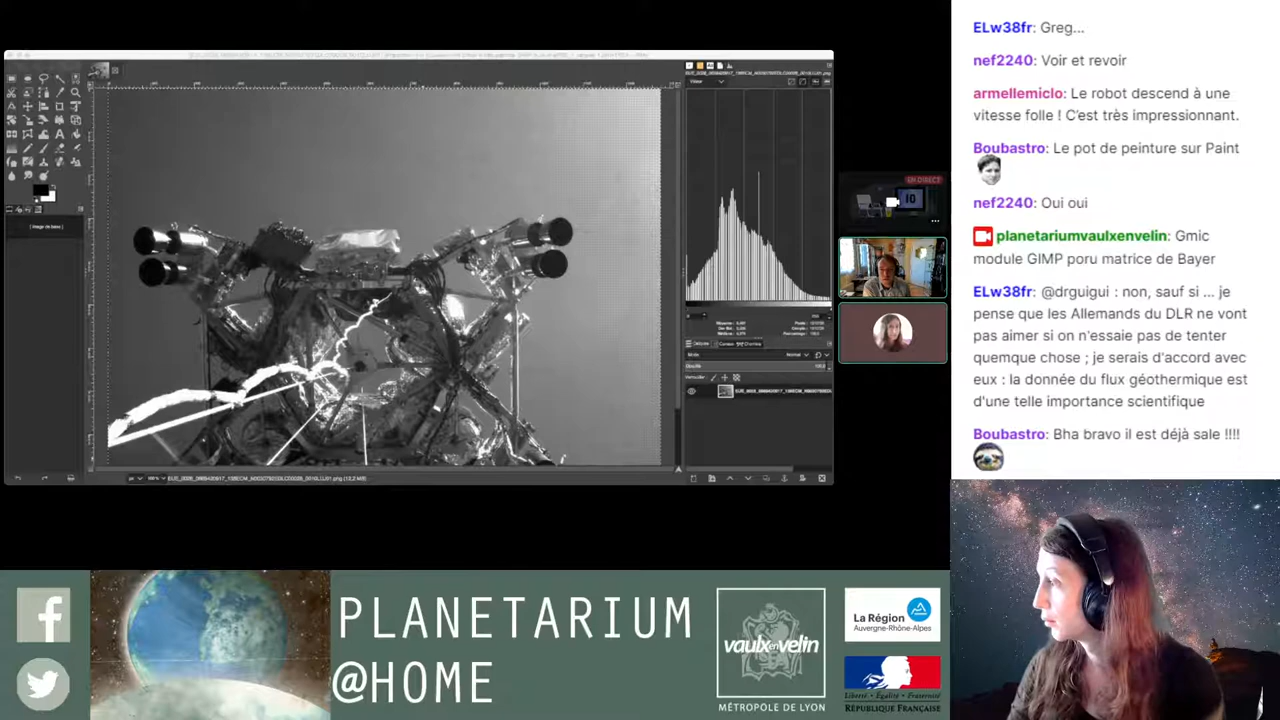 ELw38fr: Greg...
nef2240: Voir et revoir
armellemiclo: Le robot descend à une
vitesse folle ! C'est très impressionnant.
Boubastro: Le pot de peinture sur Paint
nef2240: Oui oui
planetariumvaulxenvelin: Gmic
module GIMP poru matrice de Bayer
ELw38fr: @drguigui : non, sauf si ... je
pense que les Allemands du DLR ne vont
pas aimer si on n'essaie pas de tenter
quemque chose ; je serais d'accord avec
eux : la donnée du flux géothermique est
d'une telle importance scientifique
Boubastro: Bha bravo il est déjà sale !!!!
EN DIRECT
10
PLANETARIUM
@HOME
vaulxenvelin
MÉTROPOLE DE LYON
La Région
Auvergne-Rhône-Alpes
Liberté • Égalité • Fraternité
RÉPUBLIQUE FRANÇAISE